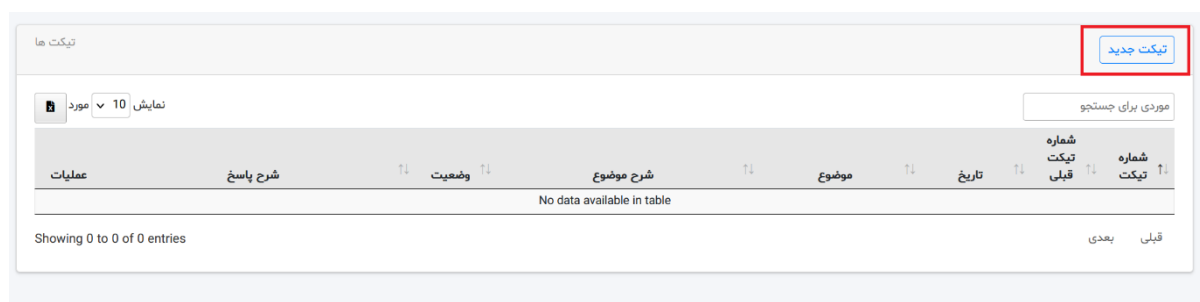 تیکت جدید
تیکت ها
موردی برای جستجو
نمایش 10 مورد
شماره تیکت
شماره تیکت قبلی
تاریخ
موضوع
شرح موضوع
وضعیت
شرح پاسخ
عملیات
No data available in table
قبلی بعدی
Showing 0 to 0 of 0 entries